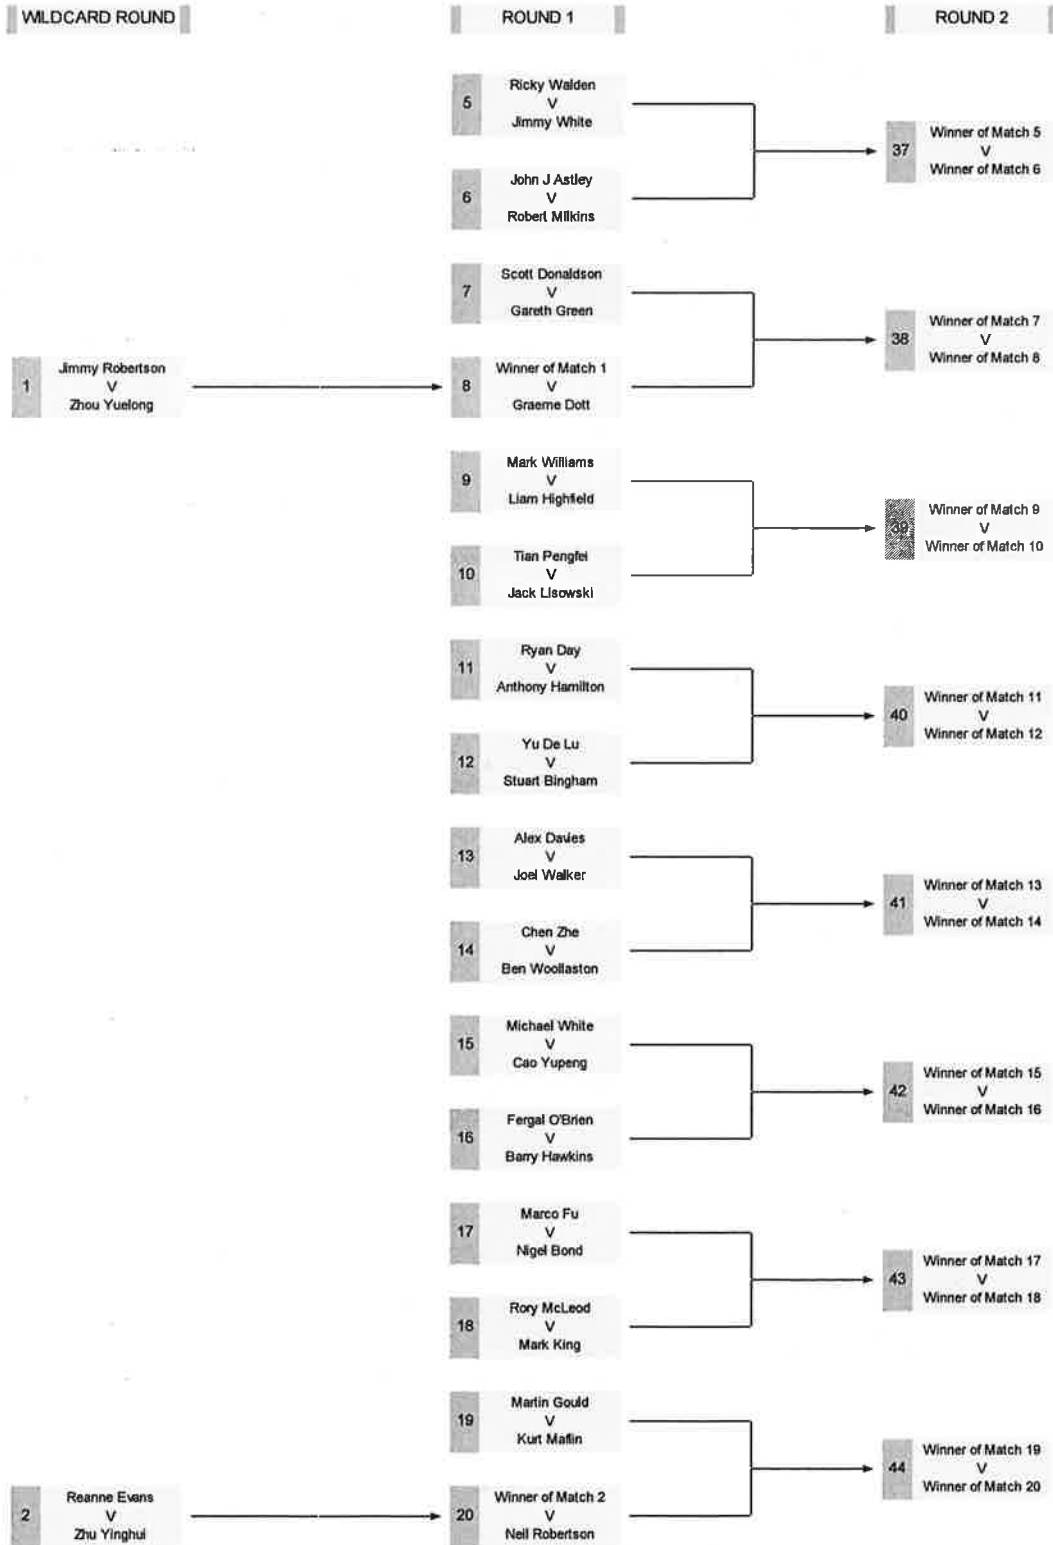 WILDCARD ROUND
ROUND 1
ROUND 2
5
Ricky Walden
V
Jimmy White
6
John J Astley
V
Robert Milkins
37
Winner of Match 5
V
Winner of Match 6
7
Scott Donaldson
V
Gareth Green
1
Jimmy Robertson
V
Zhou Yuelong
8
Winner of Match 1
V
Graeme Dott
38
Winner of Match 7
V
Winner of Match 8
9
Mark Williams
V
Liam Highfield
10
Tian Pengfei
V
Jack Lisowski
39
Winner of Match 9
V
Winner of Match 10
11
Ryan Day
V
Anthony Hamilton
12
Yu De Lu
V
Stuart Bingham
40
Winner of Match 11
V
Winner of Match 12
13
Alex Davies
V
Joel Walker
14
Chen Zhe
V
Ben Woollaston
41
Winner of Match 13
V
Winner of Match 14
15
Michael White
V
Cao Yupeng
16
Fergal O'Brien
V
Barry Hawkins
42
Winner of Match 15
V
Winner of Match 16
17
Marco Fu
V
Nigel Bond
18
Rory McLeod
V
Mark King
43
Winner of Match 17
V
Winner of Match 18
19
Martin Gould
V
Kurt Maflin
2
Reanne Evans
V
Zhu Yinghui
20
Winner of Match 2
V
Neil Robertson
44
Winner of Match 19
V
Winner of Match 20